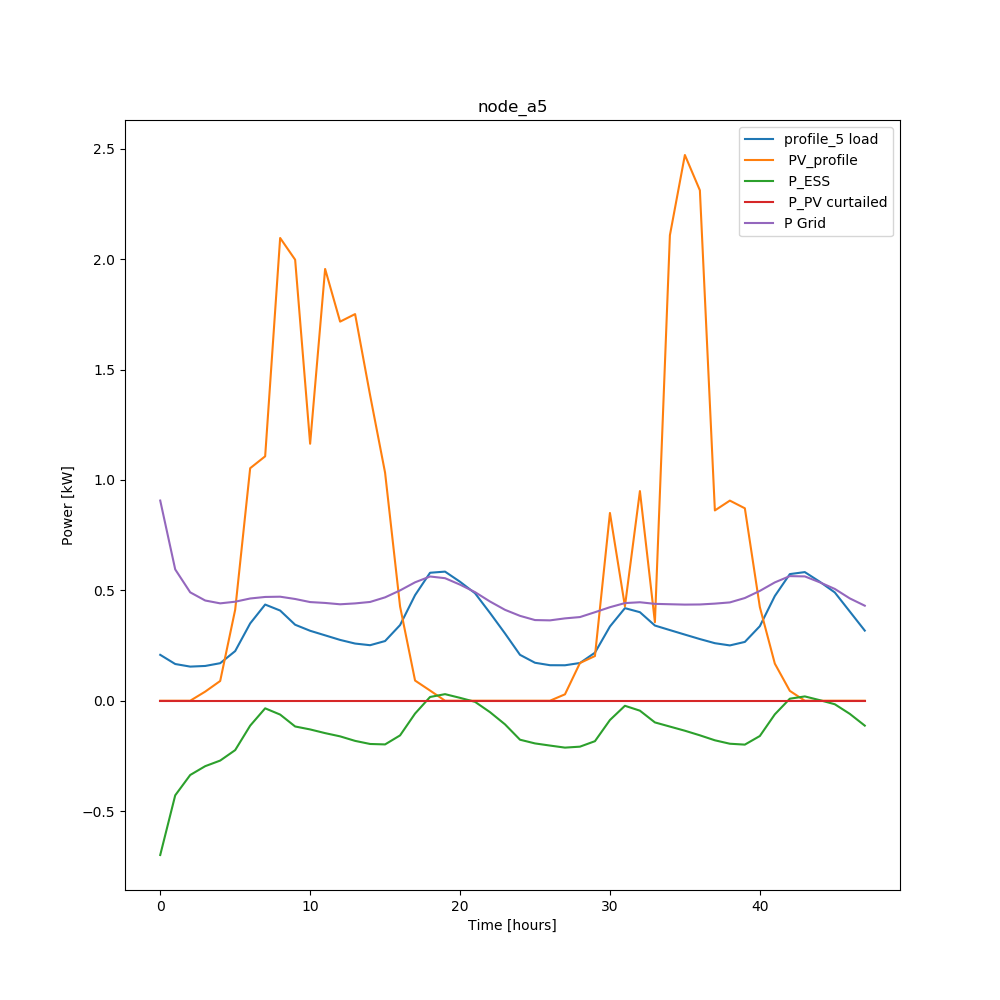 node_a5
profile_5 load
PV_profile
P_ESS
P_PV curtailed
P Grid
2.5
2.0
1.5
1.0
0.5
0.0
−0.5
Power [kW]
0 10 20 30 40
Time [hours]